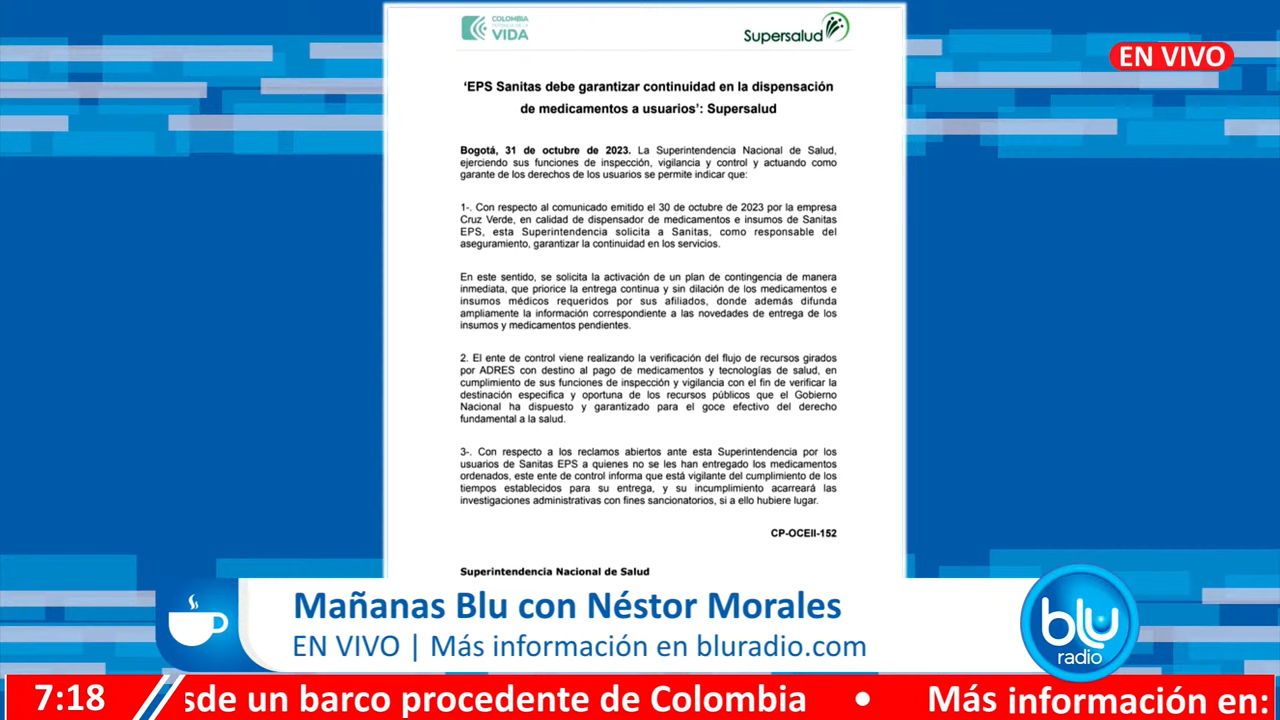 COLOMBIA
POTENCIA DE LA
VIDA
Supersalud
EN VIVO
‘EPS Sanitas debe garantizar continuidad en la dispensación
de medicamentos a usuarios’: Supersalud
Bogotá, 31 de octubre de 2023. La Superintendencia Nacional de Salud,
ejerciendo sus funciones de inspección, vigilancia y control y actuando como
garante de los derechos de los usuarios se permite indicar que:
1-. Con respecto al comunicado emitido el 30 de octubre de 2023 por la empresa
Cruz Verde, en calidad de dispensador de medicamentos e insumos de Sanitas
EPS, esta Superintendencia solicita a Sanitas, como responsable del
aseguramiento, garantizar la continuidad en los servicios.
En este sentido, se solicita la activación de un plan de contingencia de manera
inmediata, que priorice la entrega continua y sin dilación de los medicamentos e
insumos médicos requeridos por sus afiliados, donde además difunda
ampliamente la información correspondiente a las novedades de entrega de los
insumos y medicamentos pendientes.
2. El ente de control viene realizando la verificación del flujo de recursos girados
por ADRES con destino al pago de medicamentos y tecnologías de salud, en
cumplimiento de sus funciones de inspección y vigilancia con el fin de verificar la
destinación especifica y oportuna de los recursos públicos que el Gobierno
Nacional ha dispuesto y garantizado para el goce efectivo del derecho
fundamental a la salud.
3-. Con respecto a los reclamos abiertos ante esta Superintendencia por los
usuarios de Sanitas EPS a quienes no se les han entregado los medicamentos
ordenados, este ente de control informa que está vigilante del cumplimiento de los
tiempos establecidos para su entrega, y su incumplimiento acarreará las
investigaciones administrativas con fines sancionatorios, si a ello hubiere lugar.
CP-OCEII-152
Superintendencia Nacional de Salud
Mañanas Blu con Néstor Morales
EN VIVO | Más información en bluradio.com
blu
radio
7:18 sde un barco procedente de Colombia • Más información en: